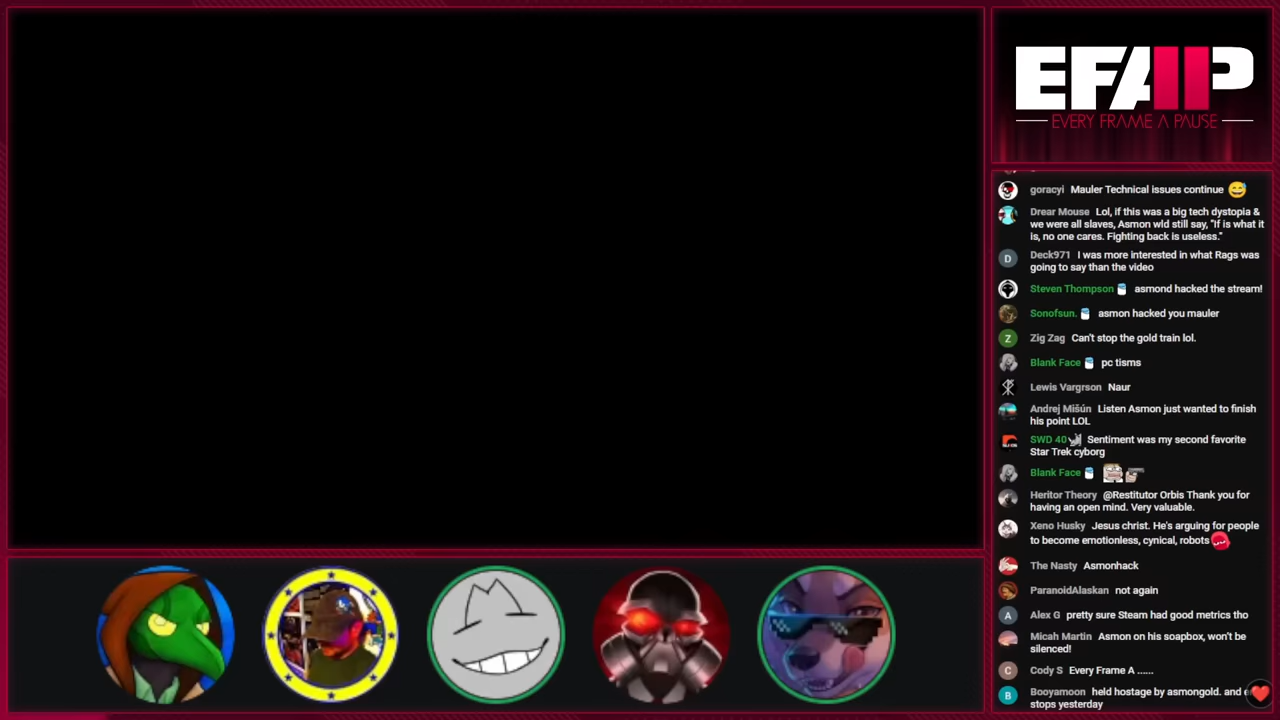 EFAP
EVERY FRAME A PAUSE
goracyi Mauler Technical issues continue
Drear Mouse Lol, if this was a big tech dystopia &
we were all slaves, Asmon wld still say, "If is what it
is, no one cares. Fighting back is useless."
D
Deck971 I was more interested in what Rags was
going to say than the video
Steven Thompson asmond hacked the stream!
Sonofsun. asmon hacked you mauler
Z
Zig Zag Can't stop the gold train lol.
Blank Face pc tisms
Lewis Vargrson Naur
Andrej Mišún Listen Asmon just wanted to finish
his point LOL
SWD 40 Sentiment was my second favorite
Star Trek cyborg
Blank Face
Heritor Theory @Restitutor Orbis Thank you for
having an open mind. Very valuable.
Xeno Husky Jesus christ. He's arguing for people
to become emotionless, cynical, robots
The Nasty Asmonhack
ParanoidAlaskan not again
A
Alex G pretty sure Steam had good metrics tho
Micah Martin Asmon on his soapbox, won't be
silenced!
C
Cody S Every Frame A ......
B
Booyamoon held hostage by asmongold. and
stops yesterday